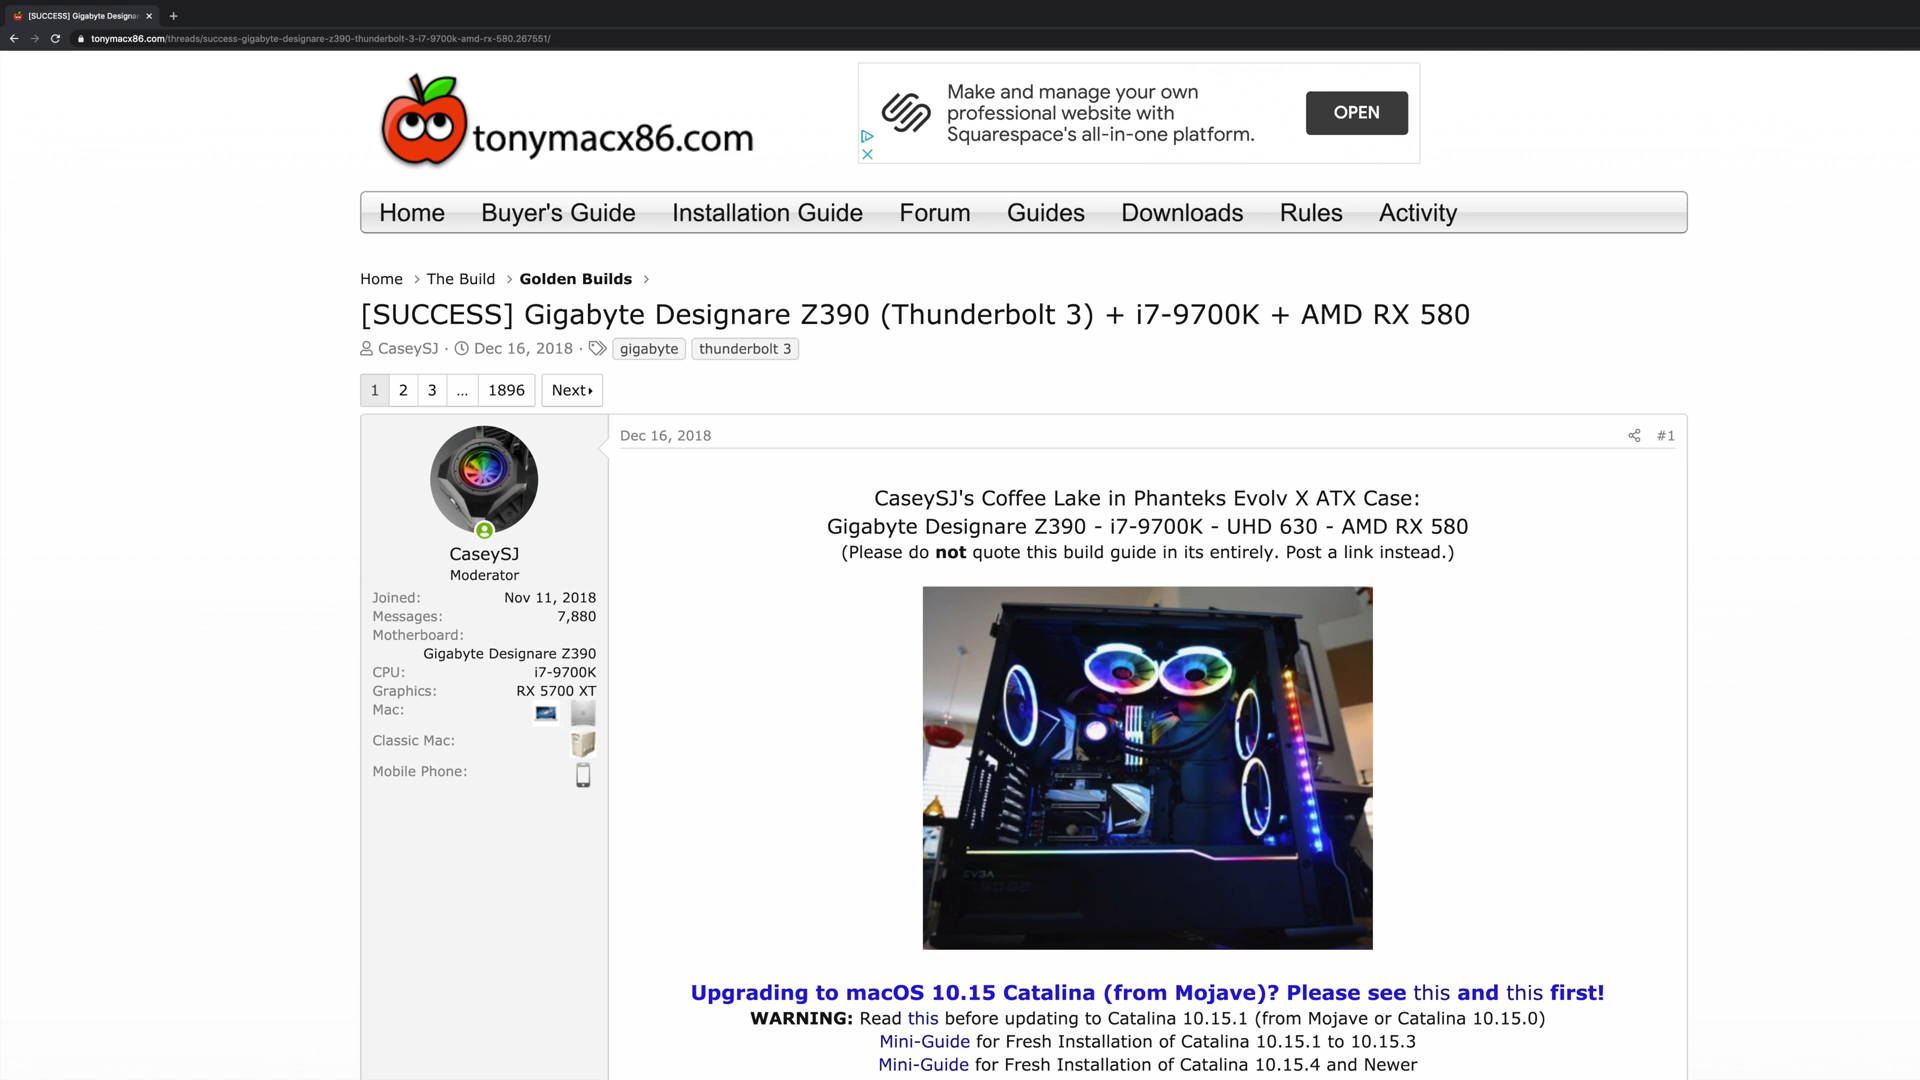 [SUCCESS] Gigabyte Designar
tonymacx86.com/threads/success-gigabyte-designare-z390-thunderbolt-3-i7-9700k-amd-rx-580.267551/
tonymacx86.com
Make and manage your own
professional website with
Squarespace's all-in-one platform.
OPEN
Home Buyer's Guide Installation Guide Forum Guides Downloads Rules Activity
Home > The Build > Golden Builds >
[SUCCESS] Gigabyte Designare Z390 (Thunderbolt 3) + i7-9700K + AMD RX 580
CaseySJ · Dec 16, 2018 · gigabyte thunderbolt 3
1 2 3 ... 1896 Next
CaseySJ
Moderator
Joined: Nov 11, 2018
Messages: 7,880
Motherboard:
Gigabyte Designare Z390
CPU: i7-9700K
Graphics: RX 5700 XT
Mac:
Classic Mac:
Mobile Phone:
Dec 16, 2018 #1
CaseySJ's Coffee Lake in Phanteks Evolv X ATX Case:
Gigabyte Designare Z390 - i7-9700K - UHD 630 - AMD RX 580
(Please do not quote this build guide in its entirely. Post a link instead.)
EVGA
Upgrading to macOS 10.15 Catalina (from Mojave)? Please see this and this first!
WARNING: Read this before updating to Catalina 10.15.1 (from Mojave or Catalina 10.15.0)
Mini-Guide for Fresh Installation of Catalina 10.15.1 to 10.15.3
Mini-Guide for Fresh Installation of Catalina 10.15.4 and Newer